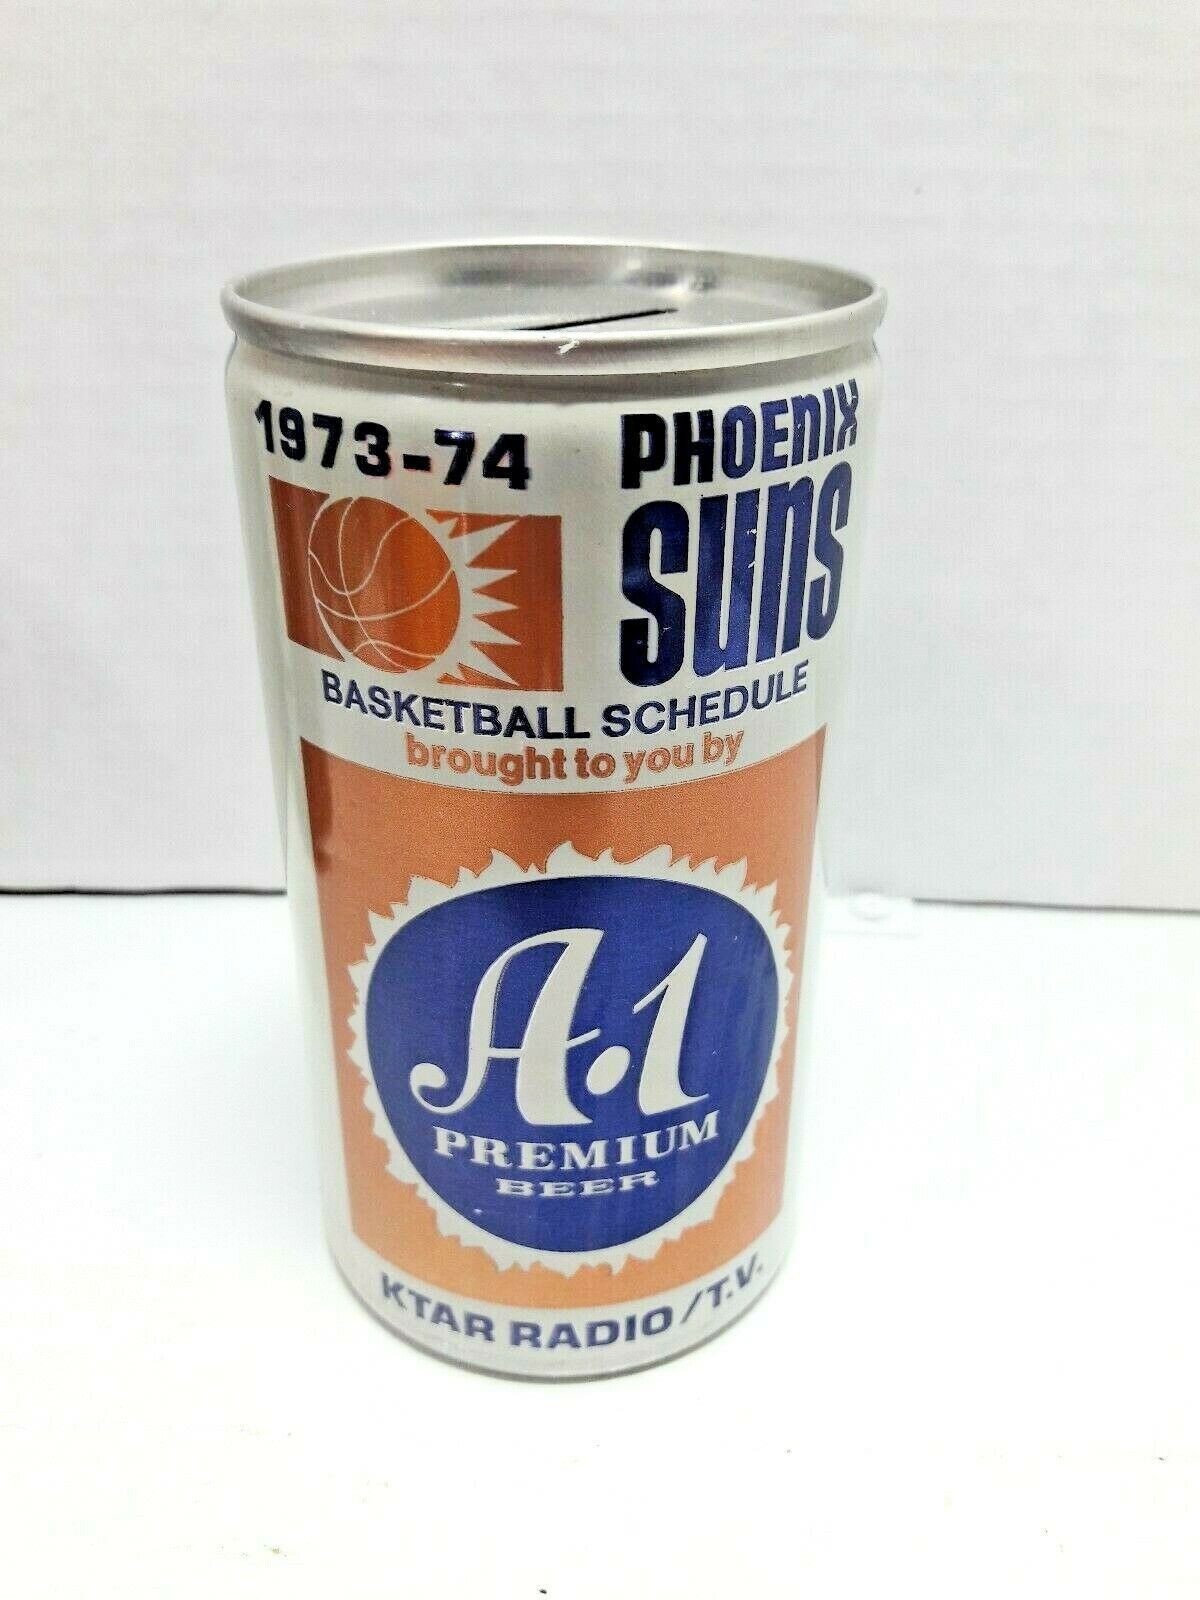 1973-74
PHOENIX
SUNS
BASKETBALL SCHEDULE
brought to you by
A.1
PREMIUM
BEER
KTAR RADIO/T.V.